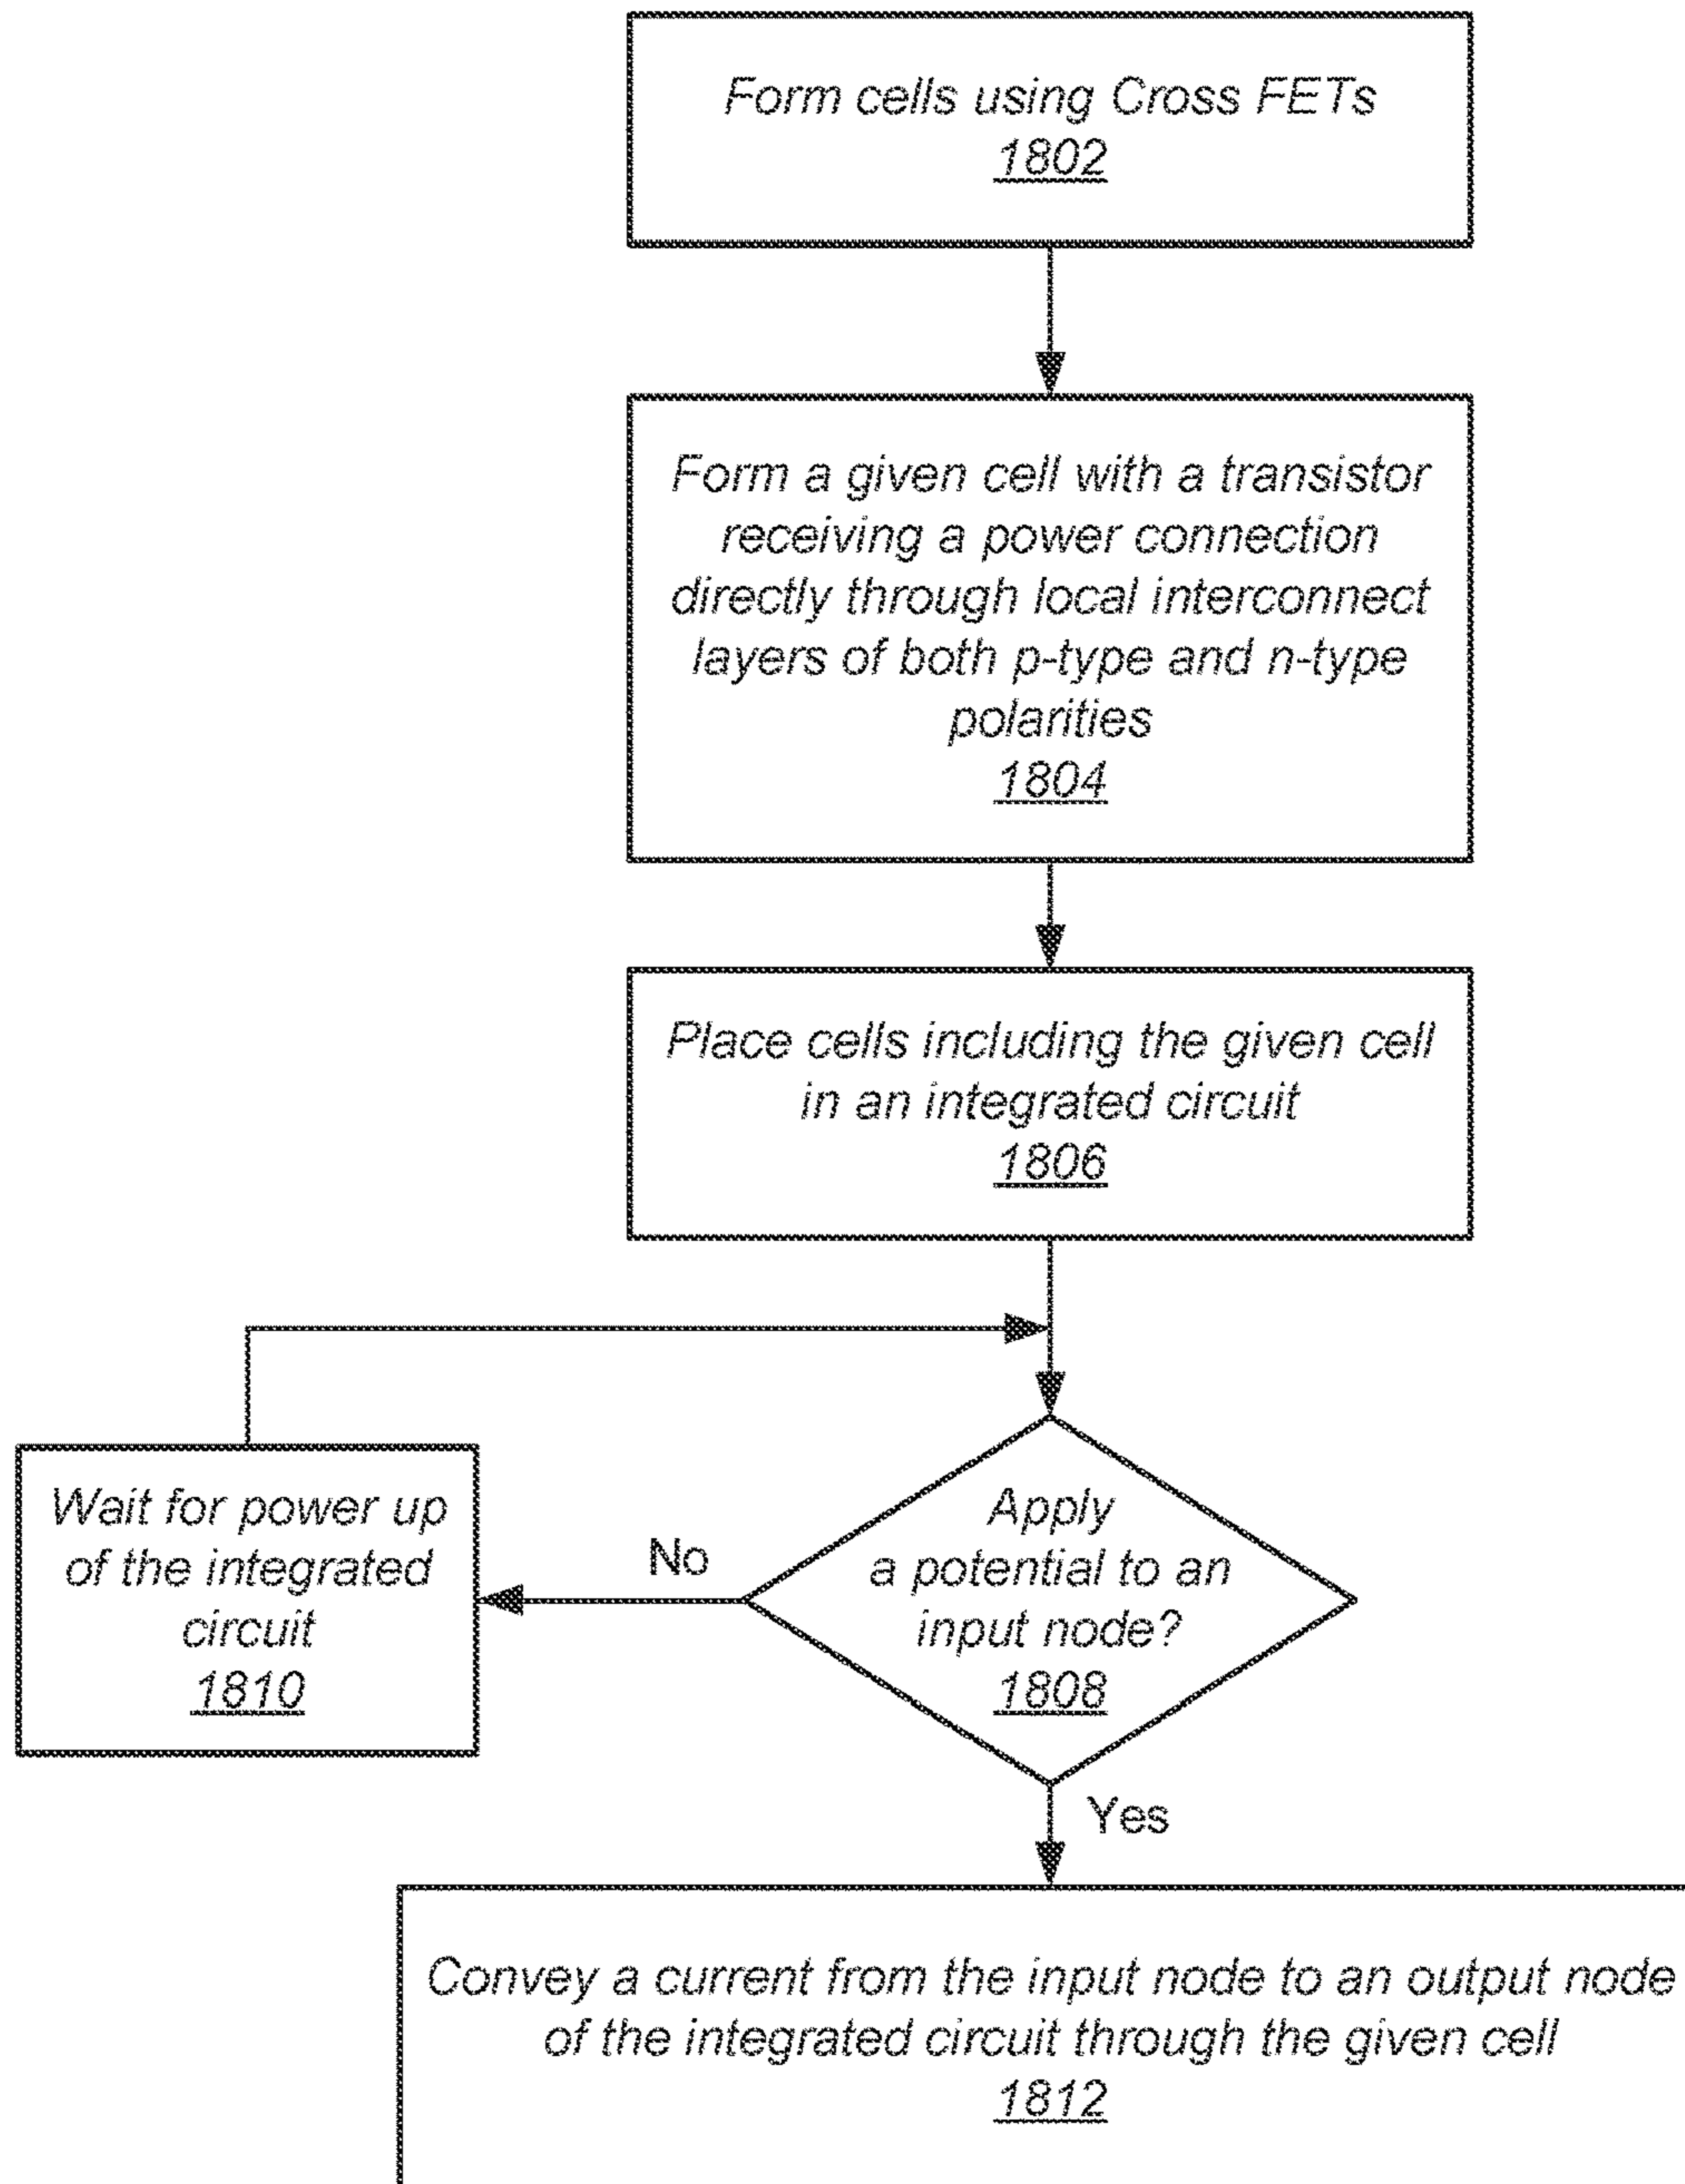 Form cells using Cross FETs
1802
Form a given cell with a transistor
receiving a power connection
directly through local interconnect
layers of both p-type and n-type
polarities
1804
Place cells including the given cell
in an integrated circuit
1806
Apply
a potential to an
input node?
1808
No
Wait for power up
of the integrated
circuit
1810
Yes
Convey a current from the input node to an output node
of the integrated circuit through the given cell
1812